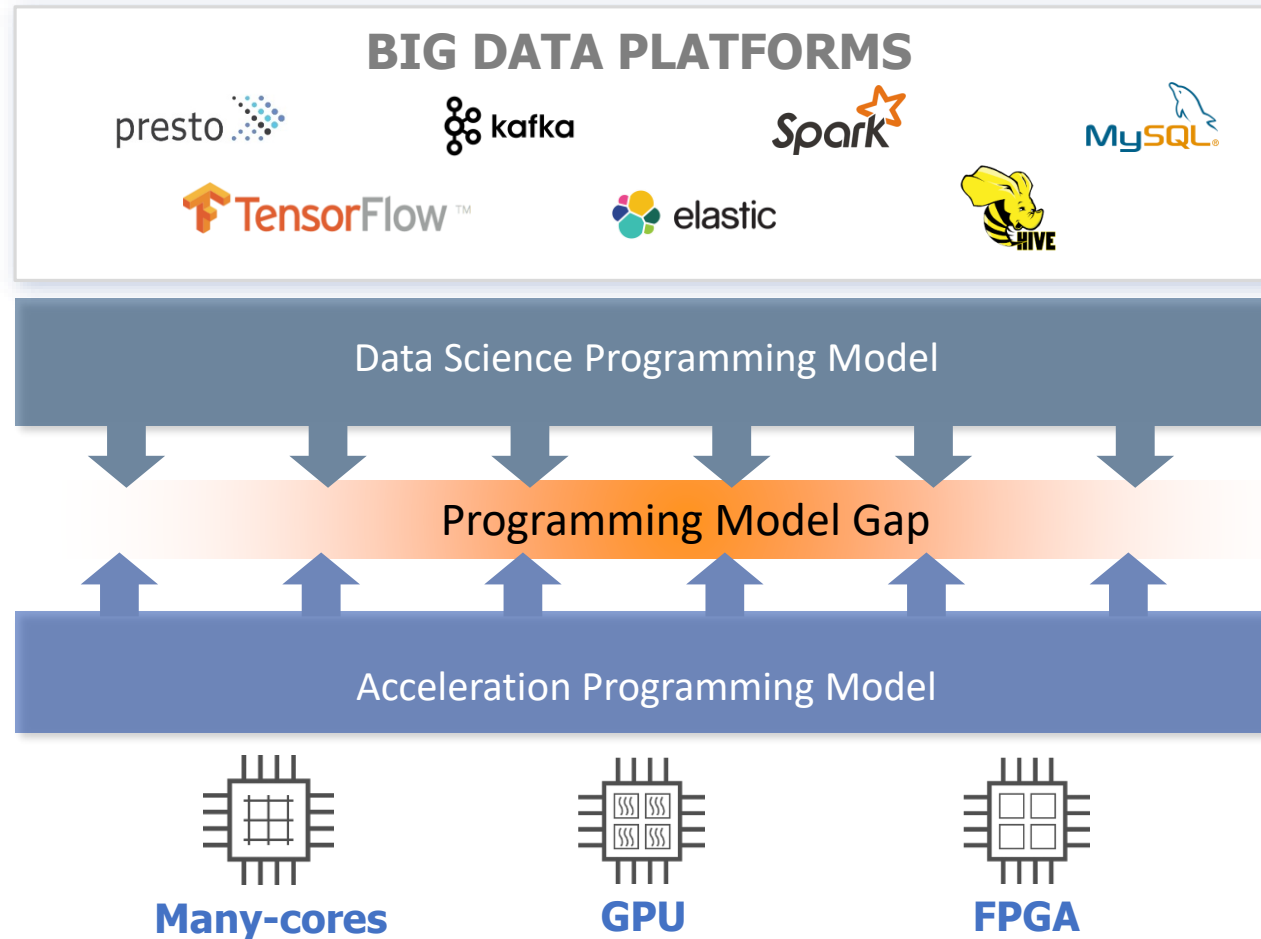 BIG DATA PLATFORMS
presto
kafka
Spark
MySQL®
TensorFlow™
elastic
HIVE
Data Science Programming Model
Programming Model Gap
Acceleration Programming Model
Many-cores
GPU
FPGA